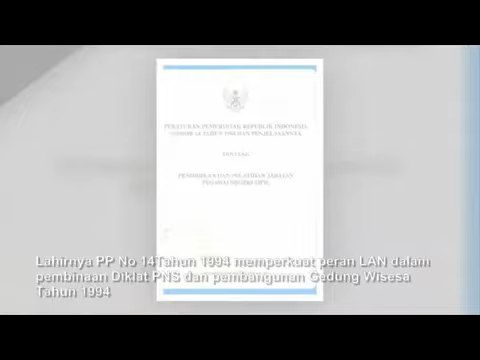 PERATURAN PEMERINTAH REPUBLIK INDONESIA
NOMOR 14 TAHUN 1994 DAN PENJELASANNYA
TENTANG
PENDIDIKAN DAN PELATIHAN JABATAN
PEGAWAI NEGERI SIPIL
Lahirnya PP No 14Tahun 1994 memperkuat peran LAN dalam
pembinaan Diklat PNS dan pembangunan Gedung Wisesa
Tahun 1994